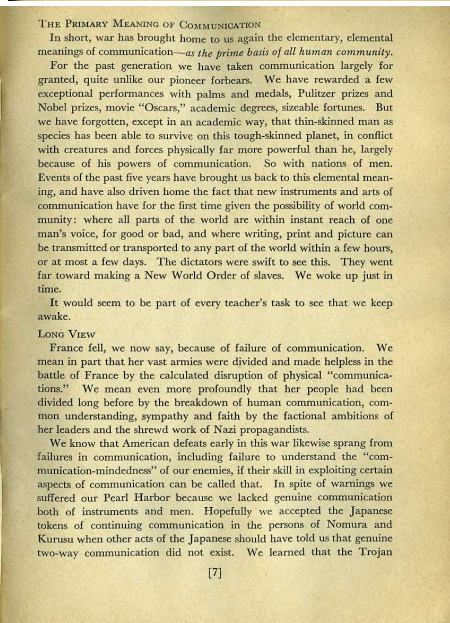 THE PRIMARY MEANING OF COMMUNICATION
In short, war has brought home to us again the elementary, elemental
meanings of communication—as the prime basis of all human community.
For the past generation we have taken communication largely for
granted, quite unlike our pioneer forbears. We have rewarded a few
exceptional performances with palms and medals, Pulitzer prizes and
Nobel prizes, movie "Oscars," academic degrees, sizeable fortunes. But
we have forgotten, except in an academic way, that thin-skinned man as
species has been able to survive on this tough-skinned planet, in conflict
with creatures and forces physically far more powerful than he, largely
because of his powers of communication. So with nations of men.
Events of the past five years have brought us back to this elemental mean-
ing, and have also driven home the fact that new instruments and arts of
communication have for the first time given the possibility of world com-
munity: where all parts of the world are within instant reach of one
man's voice, for good or bad, and where writing, print and picture can
be transmitted or transported to any part of the world within a few hours,
or at most a few days. The dictators were swift to see this. They went
far toward making a New World Order of slaves. We woke up just in
time.
It would seem to be part of every teacher's task to see that we keep
awake.
LONG VIEW
France fell, we now say, because of failure of communication. We
mean in part that her vast armies were divided and made helpless in the
battle of France by the calculated disruption of physical "communica-
tions." We mean even more profoundly that her people had been
divided long before by the breakdown of human communication, com-
mon understanding, sympathy and faith by the factional ambitions of
her leaders and the shrewd work of Nazi propagandists.
We know that American defeats early in this war likewise sprang from
failures in communication, including failure to understand the "com-
munication-mindedness" of our enemies, if their skill in exploiting certain
aspects of communication can be called that. In spite of warnings we
suffered our Pearl Harbor because we lacked genuine communication
both of instruments and men. Hopefully we accepted the Japanese
tokens of continuing communication in the persons of Nomura and
Kurusu when other acts of the Japanese should have told us that genuine
two-way communication did not exist. We learned that the Trojan
[7]